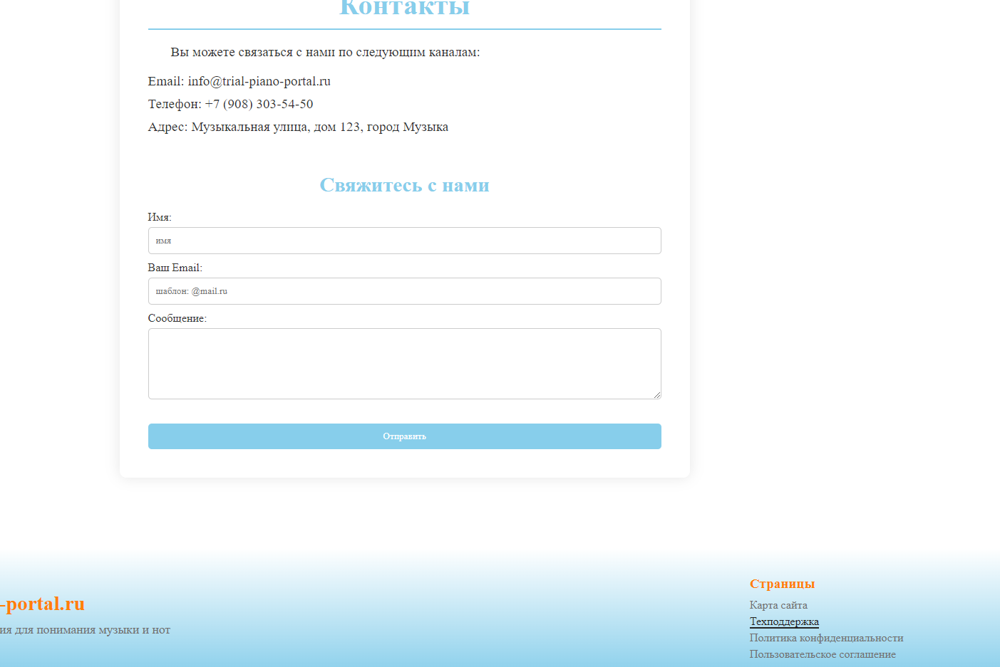 Контакты
Вы можете связаться с нами по следующим каналам:
Email: info@trial-piano-portal.ru
Телефон: +7 (908) 303-54-50
Адрес: Музыкальная улица, дом 123, город Музыка
Свяжитесь с нами
Имя:
имя
Ваш Email:
шаблон: @mail.ru
Сообщение:
Отправить
-portal.ru
ия для понимания музыки и нот
Страницы
Карта сайта
Техподдержка
Политика конфиденциальности
Пользовательское соглашение